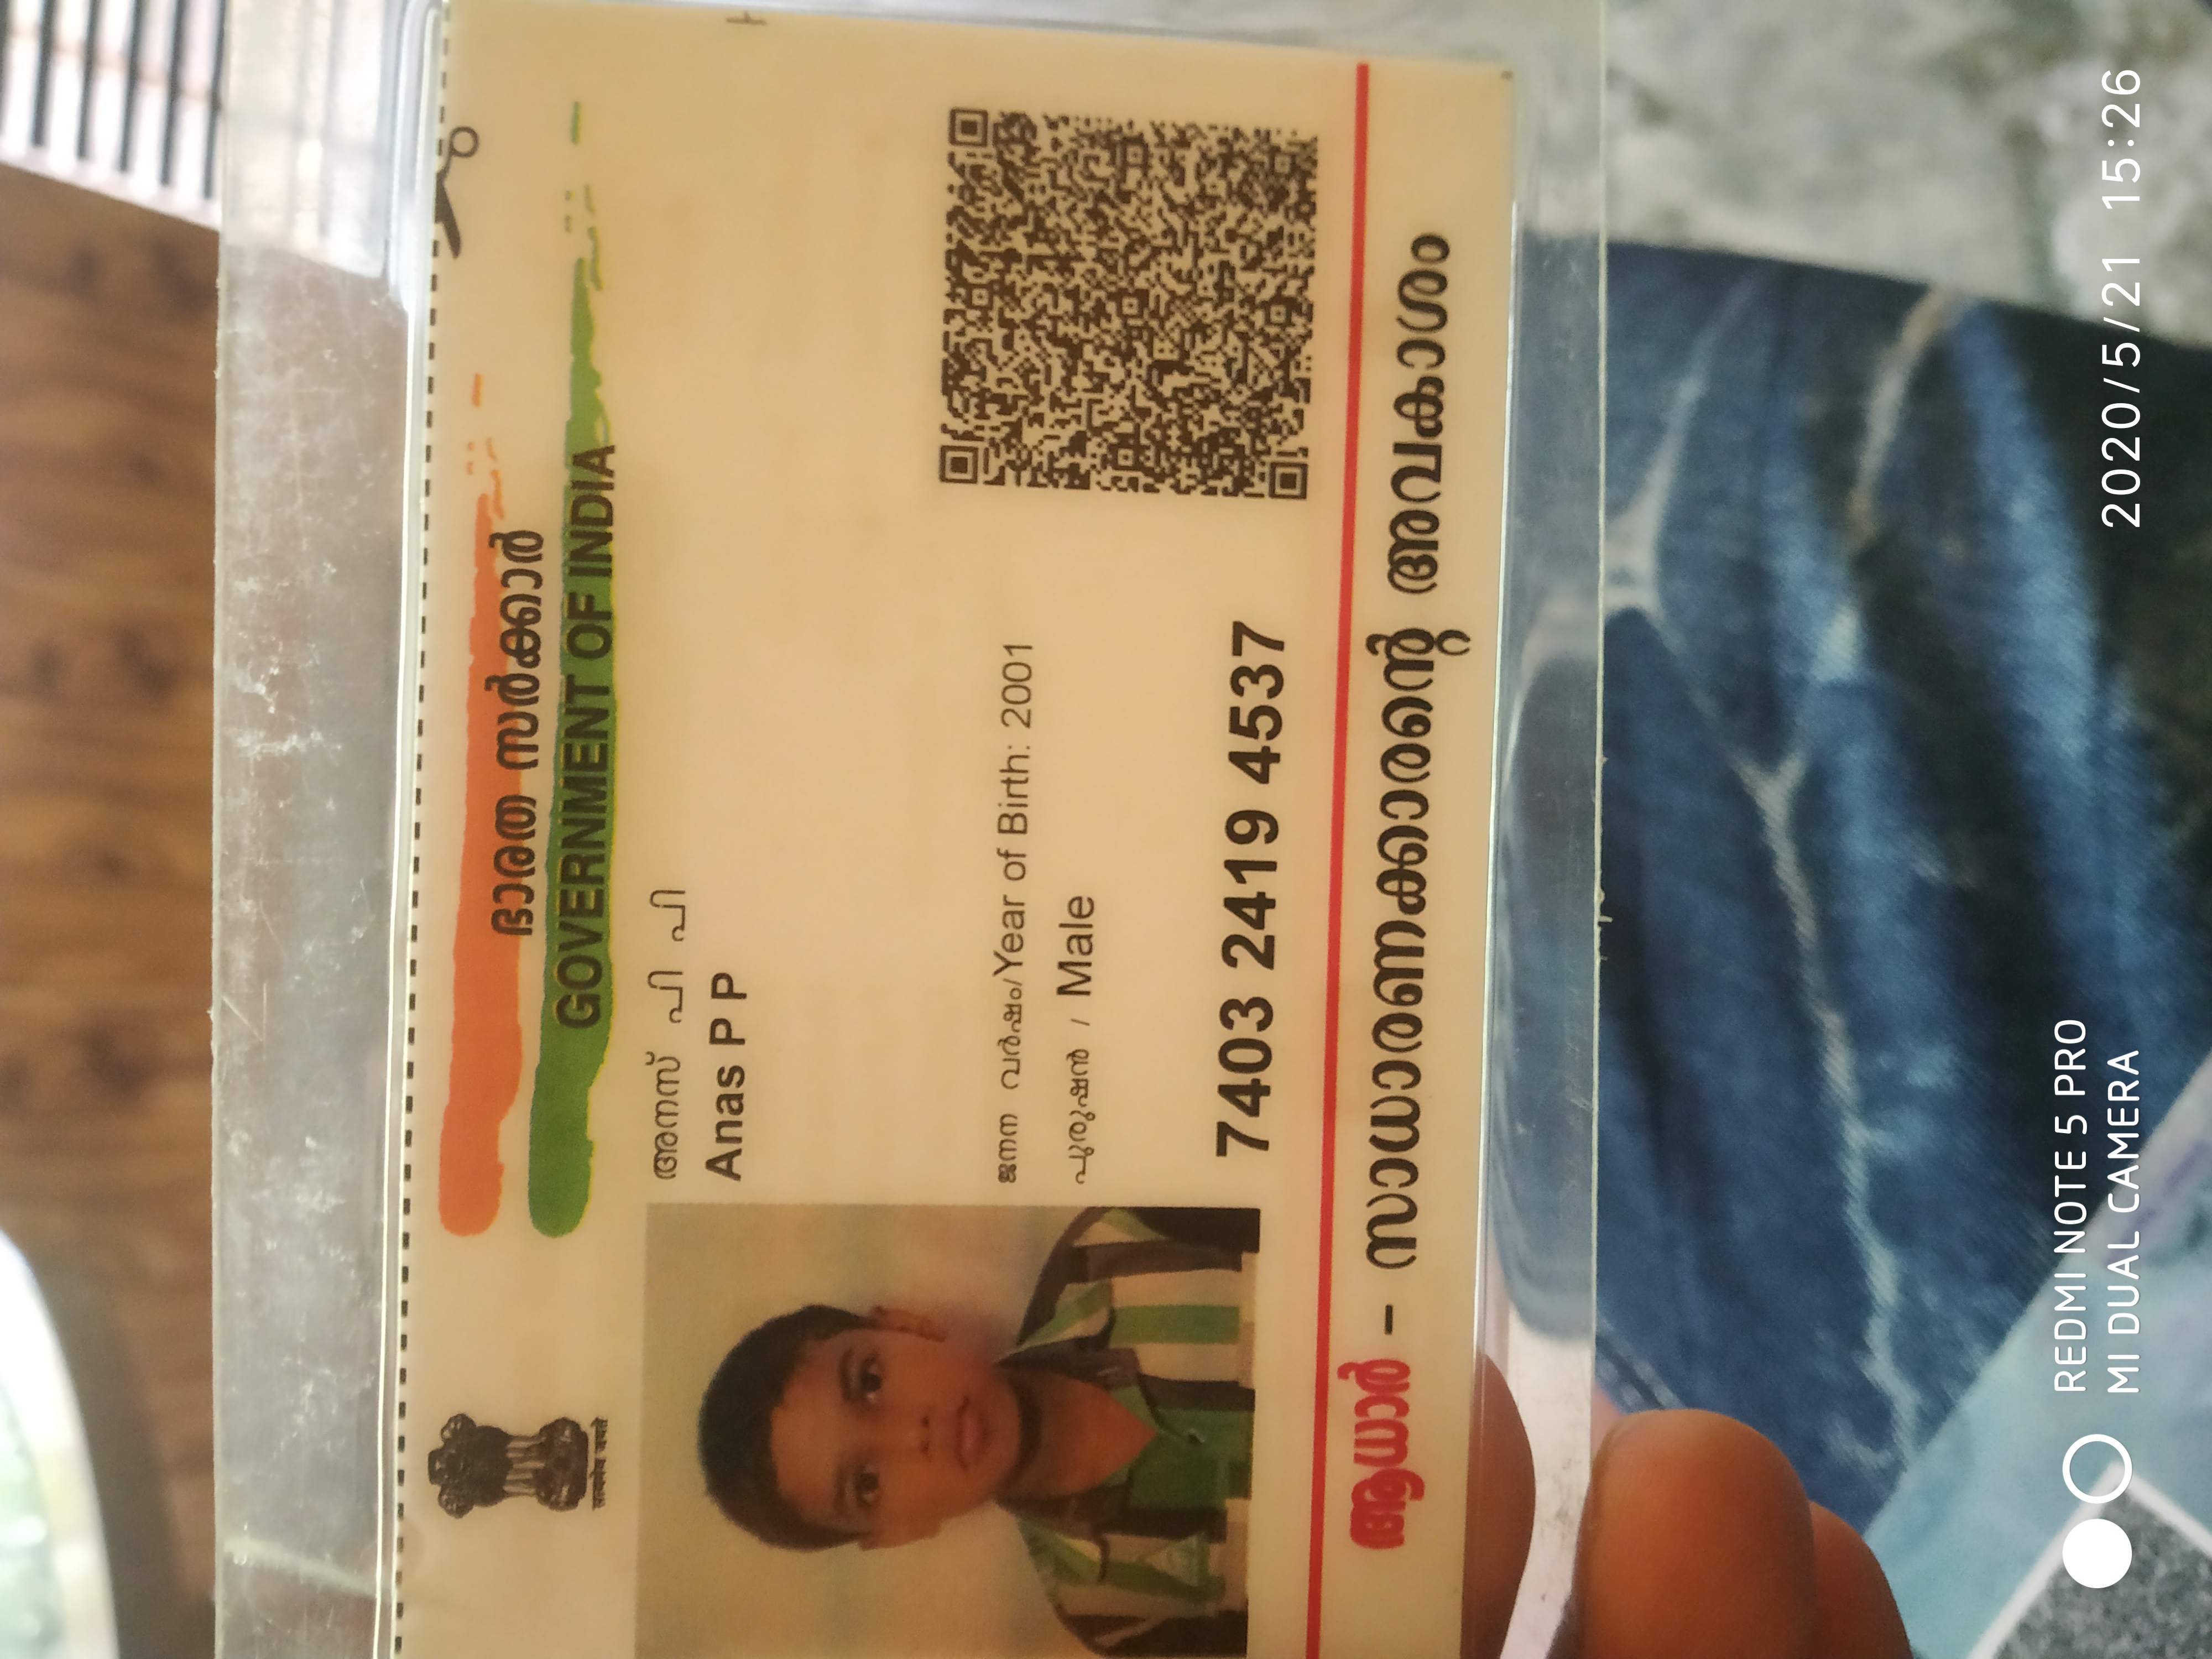 ഭാരത സർക്കാർ
GOVERNMENT OF INDIA
सत्यमेव जयते
അനസ് പി പി
Anas P P
ജനന വർഷം/Year of Birth: 2001
പുരുഷൻ / Male
7403 2419 4537
ആധാർ - സാധാരണക്കാരന്റെ അവകാശം
REDMI NOTE 5 PRO
MI DUAL CAMERA
2020/5/21 15:26